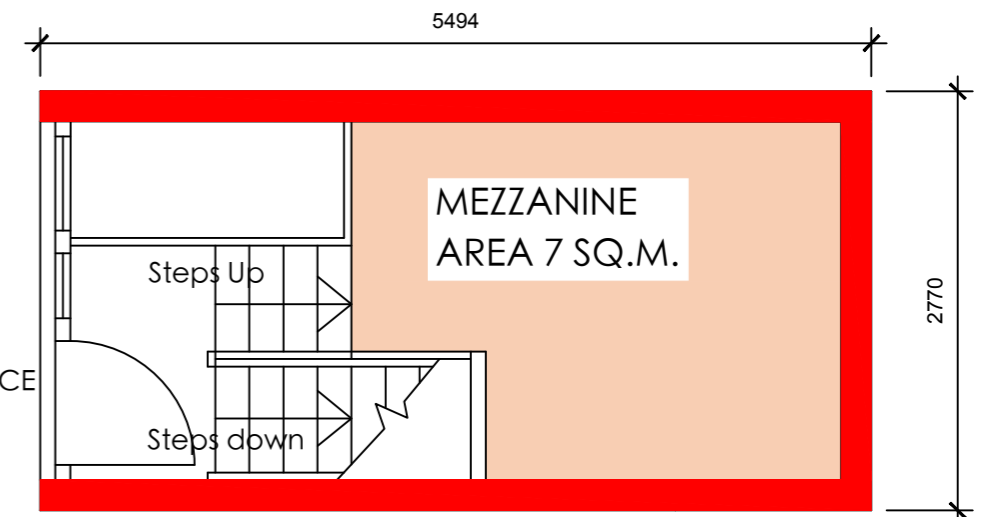 5494
MEZZANINE
AREA 7 SQ.M.
Steps Up
2770
CE
Steps down